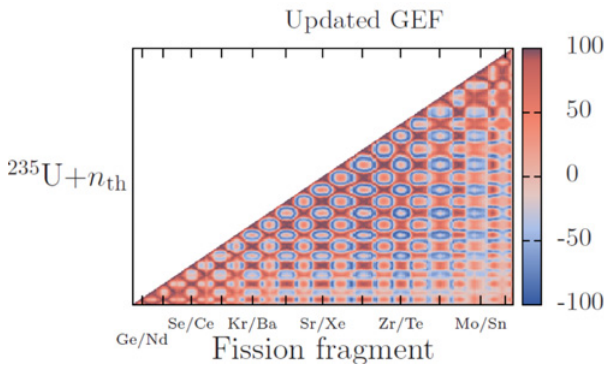 Updated GEF
100
50
²³⁵U+nth
0
-50
-100
Se/Ce Kr/Ba Sr/Xe Zr/Te Mo/Sn
Ge/Nd
Fission fragment